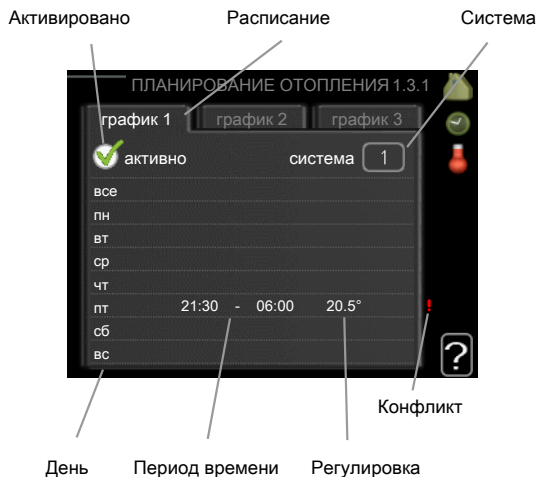 Активировано Расписание Система
ПЛАНИРОВАНИЕ ОТОПЛЕНИЯ 1.3.1
график 1 график 2 график 3
активно система 1
все
пн
вт
ср
чт
пт 21:30 - 06:00 20.5° !
сб
вс
?
Конфликт
День Период времени Регулировка